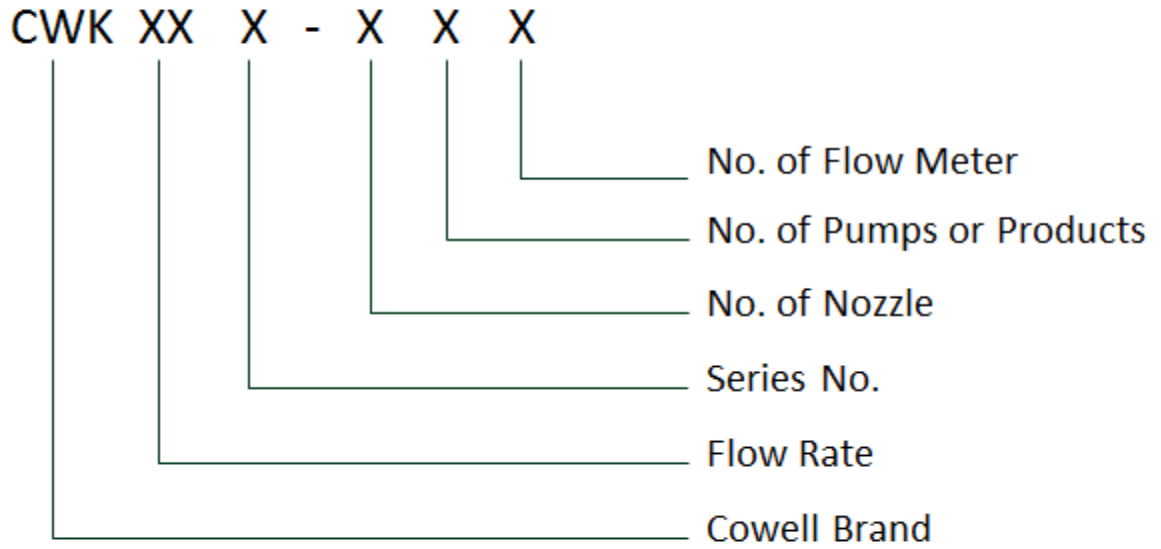 CWK XX X - X X X
No. of Flow Meter
No. of Pumps or Products
No. of Nozzle
Series No.
Flow Rate
Cowell Brand